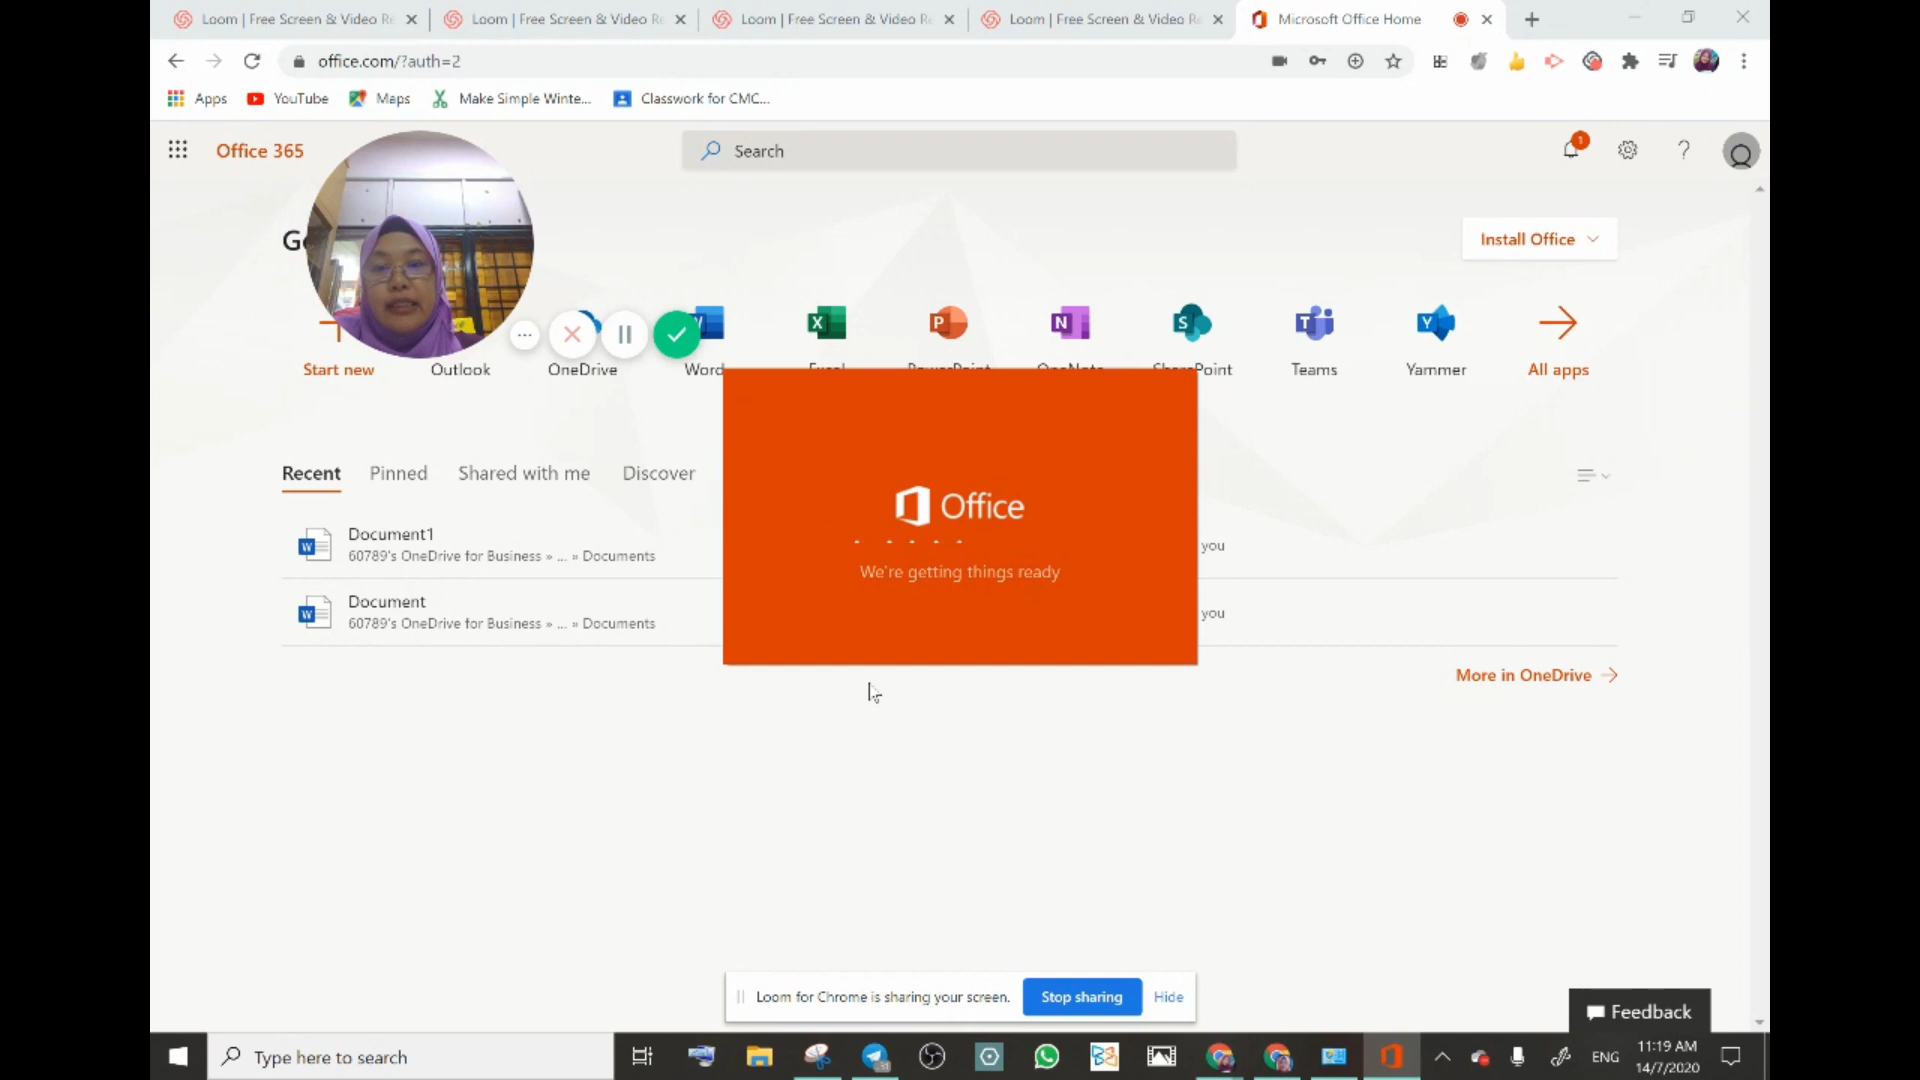 Loom | Free Screen & Video Re
Loom | Free Screen & Video Re
Loom | Free Screen & Video Re
Loom | Free Screen & Video Re
Microsoft Office Home
office.com/?auth=2
Apps
YouTube
Maps
Make Simple Winte...
Classwork for CMC...
Office 365
Search
1
Install Office
Start new
Outlook
OneDrive
Word
Excel
PowerPoint
OneNote
SharePoint
Teams
Yammer
All apps
Recent
Pinned
Shared with me
Discover
Document1
60789's OneDrive for Business » ... » Documents
you
Document
60789's OneDrive for Business » ... » Documents
you
Office
We're getting things ready
More in OneDrive
Loom for Chrome is sharing your screen.
Stop sharing
Hide
Feedback
Type here to search
ENG
11:19 AM
14/7/2020